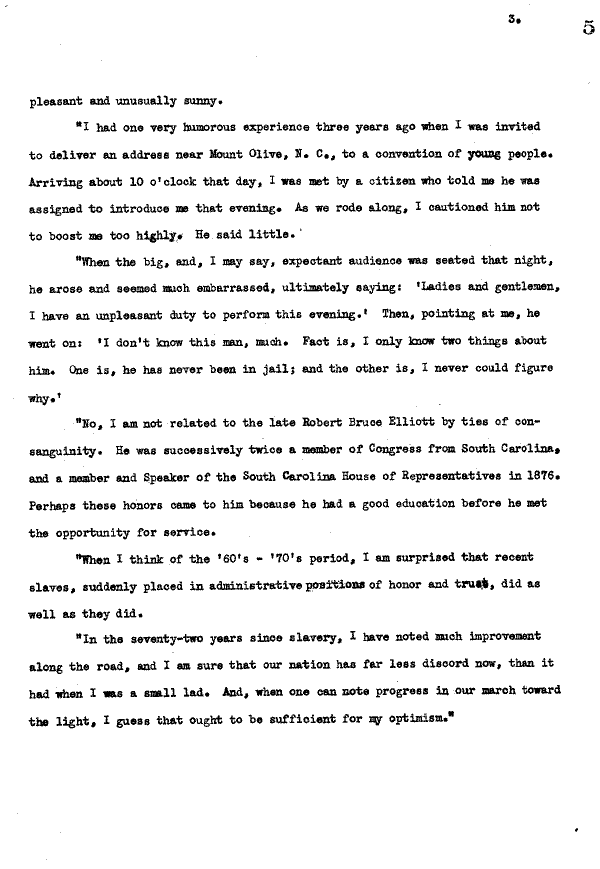 3.
5
pleasant and unusually sunny.
"I had one very humorous experience three years ago when I was invited
to deliver an address near Mount Olive, N. C., to a convention of young people.
Arriving about 10 o'clock that day, I was met by a citizen who told me he was
assigned to introduce me that evening. As we rode along, I cautioned him not
to boost me too highly. He said little.'
"When the big, and, I may say, expectant audience was seated that night,
he arose and seemed much embarrassed, ultimately saying: 'Ladies and gentlemen,
I have an unpleasant duty to perform this evening.' Then, pointing at me, he
went on: 'I don't know this man, much. Fact is, I only know two things about
him. One is, he has never been in jail; and the other is, I never could figure
why.'
"No, I am not related to the late Robert Bruce Elliott by ties of con-
sanguinity. He was successively twice a member of Congress from South Carolina,
and a member and Speaker of the South Carolina House of Representatives in 1876.
Perhaps these honors came to him because he had a good education before he met
the opportunity for service.
"When I think of the '60's - '70's period, I am surprised that recent
slaves, suddenly placed in administrative positions of honor and trust, did as
well as they did.
"In the seventy-two years since slavery, I have noted much improvement
along the road, and I am sure that our nation has far less discord now, than it
had when I was a small lad. And, when one can note progress in our march toward
the light, I guess that ought to be sufficient for my optimism."